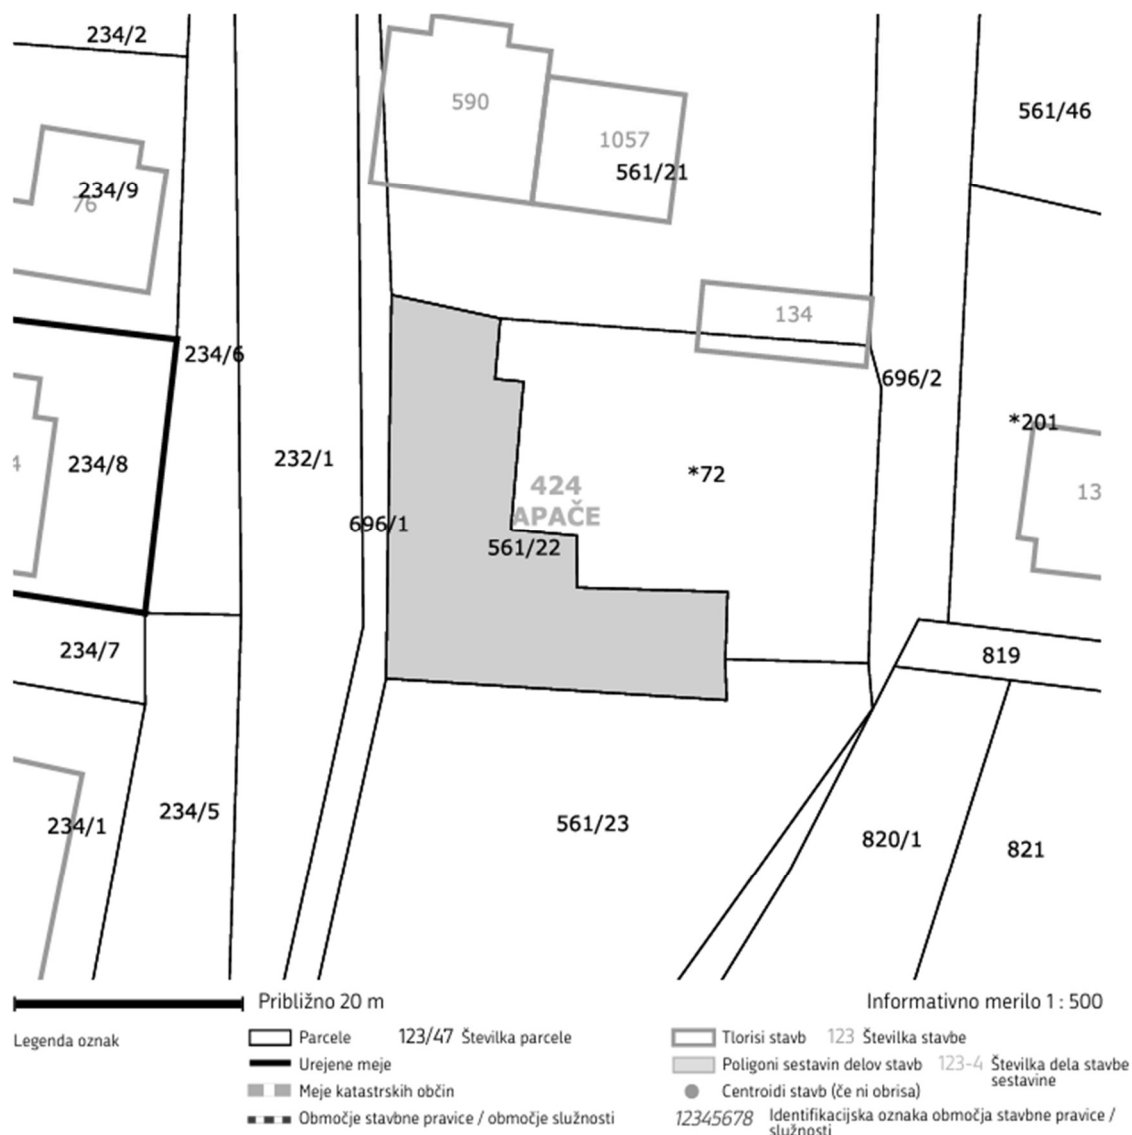 234/2
590
561/46
1057
561/21
234/9
76
134
234/6
696/2
*201
234/8
4
232/1
*72
424
APAČE
13
696/1
561/22
234/7
819
234/5
234/1
561/23
820/1
821
Približno 20 m
Informativno merilo 1 : 500
Legenda oznak
Parcele
123/47 Številka parcele
Urejene meje
Meje katastrskih občin
Območje stavbne pravice / območje služnosti
Tlorisi stavb
123 Številka stavbe
Poligoni sestavin delov stavb
123-4 Številka dela stavbe
sestavine
Centroidi stavb (če ni obrisa)
12345678 Identifikacijska oznaka območja stavbne pravice /
služnosti